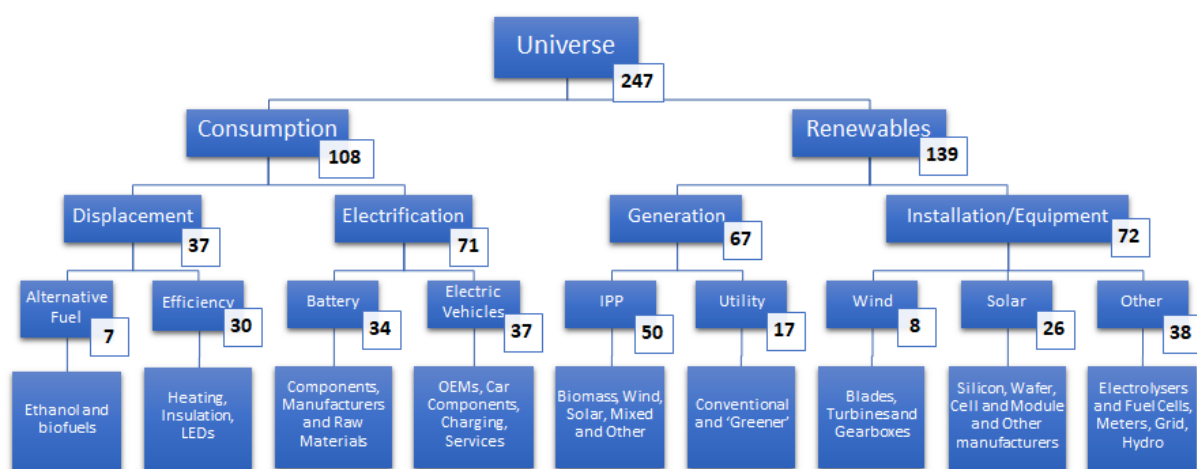 Universe
247
Consumption
108
Renewables
139
Displacement
37
Electrification
71
Generation
67
Installation/Equipment
72
Alternative
Fuel
7
Efficiency
30
Battery
34
Electric
Vehicles
37
IPP
50
Utility
17
Wind
8
Solar
26
Other
38
Ethanol and
biofuels
Heating,
Insulation,
LEDs
Components,
Manufacturers
and Raw
Materials
OEMs, Car
Components,
Charging,
Services
Biomass, Wind,
Solar, Mixed
and Other
Conventional
and ‘Greener’
Blades,
Turbines and
Gearboxes
Silicon, Wafer,
Cell and Module
and Other
manufacturers
Electrolysers
and Fuel Cells,
Meters, Grid,
Hydro